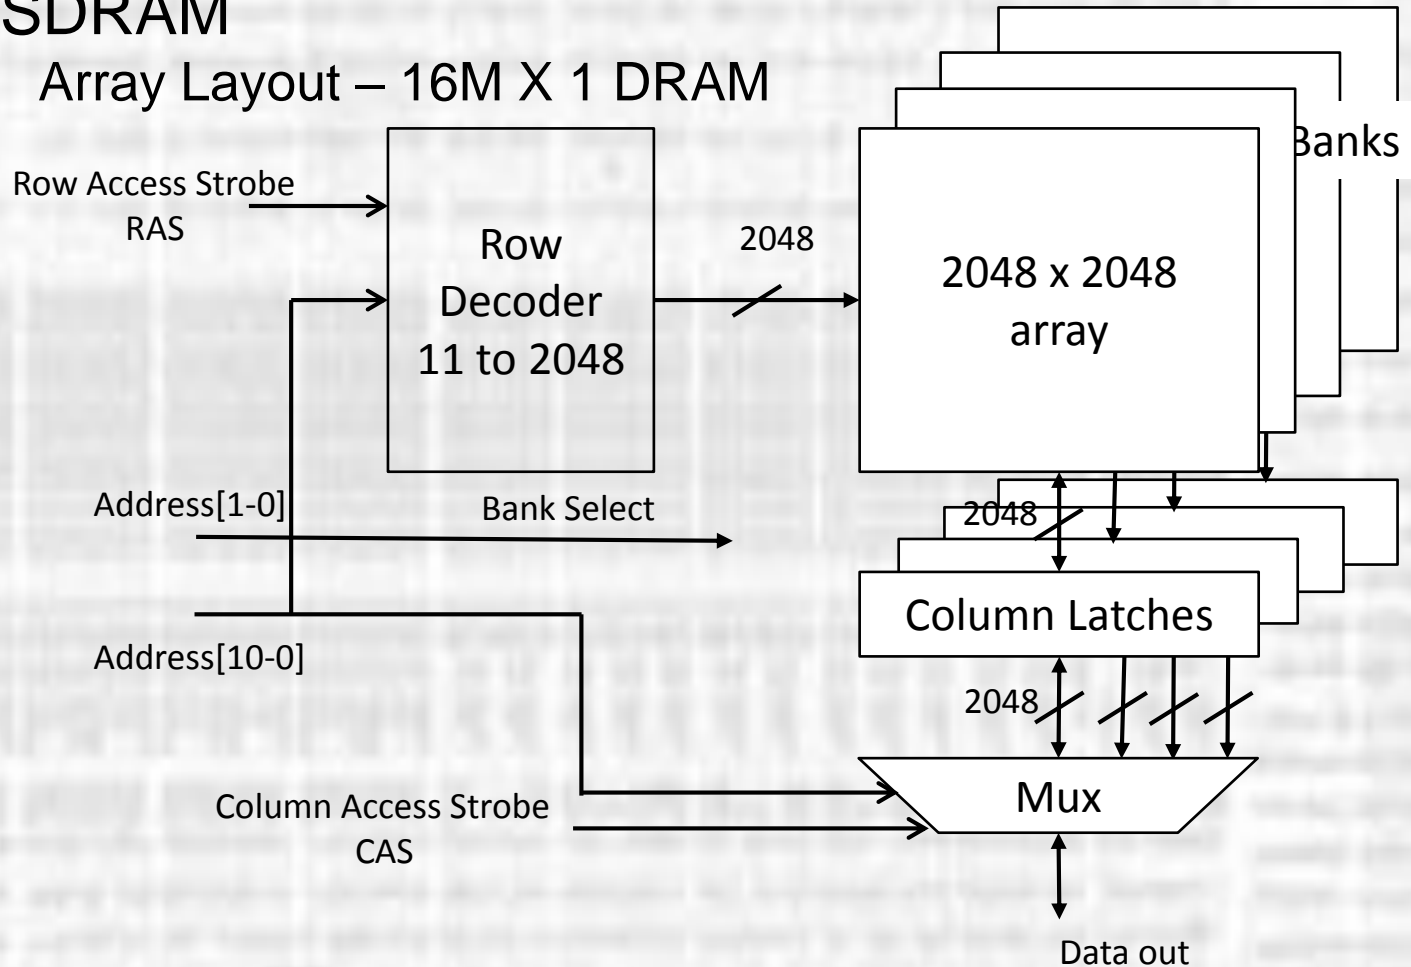 SDRAM
Array Layout – 16M X 1 DRAM
Banks
Row Access Strobe
RAS
Row
Decoder
11 to 2048
2048
2048 x 2048
array
Address[1-0]
Bank Select
2048
Column Latches
Address[10-0]
2048
Mux
Column Access Strobe
CAS
Data out